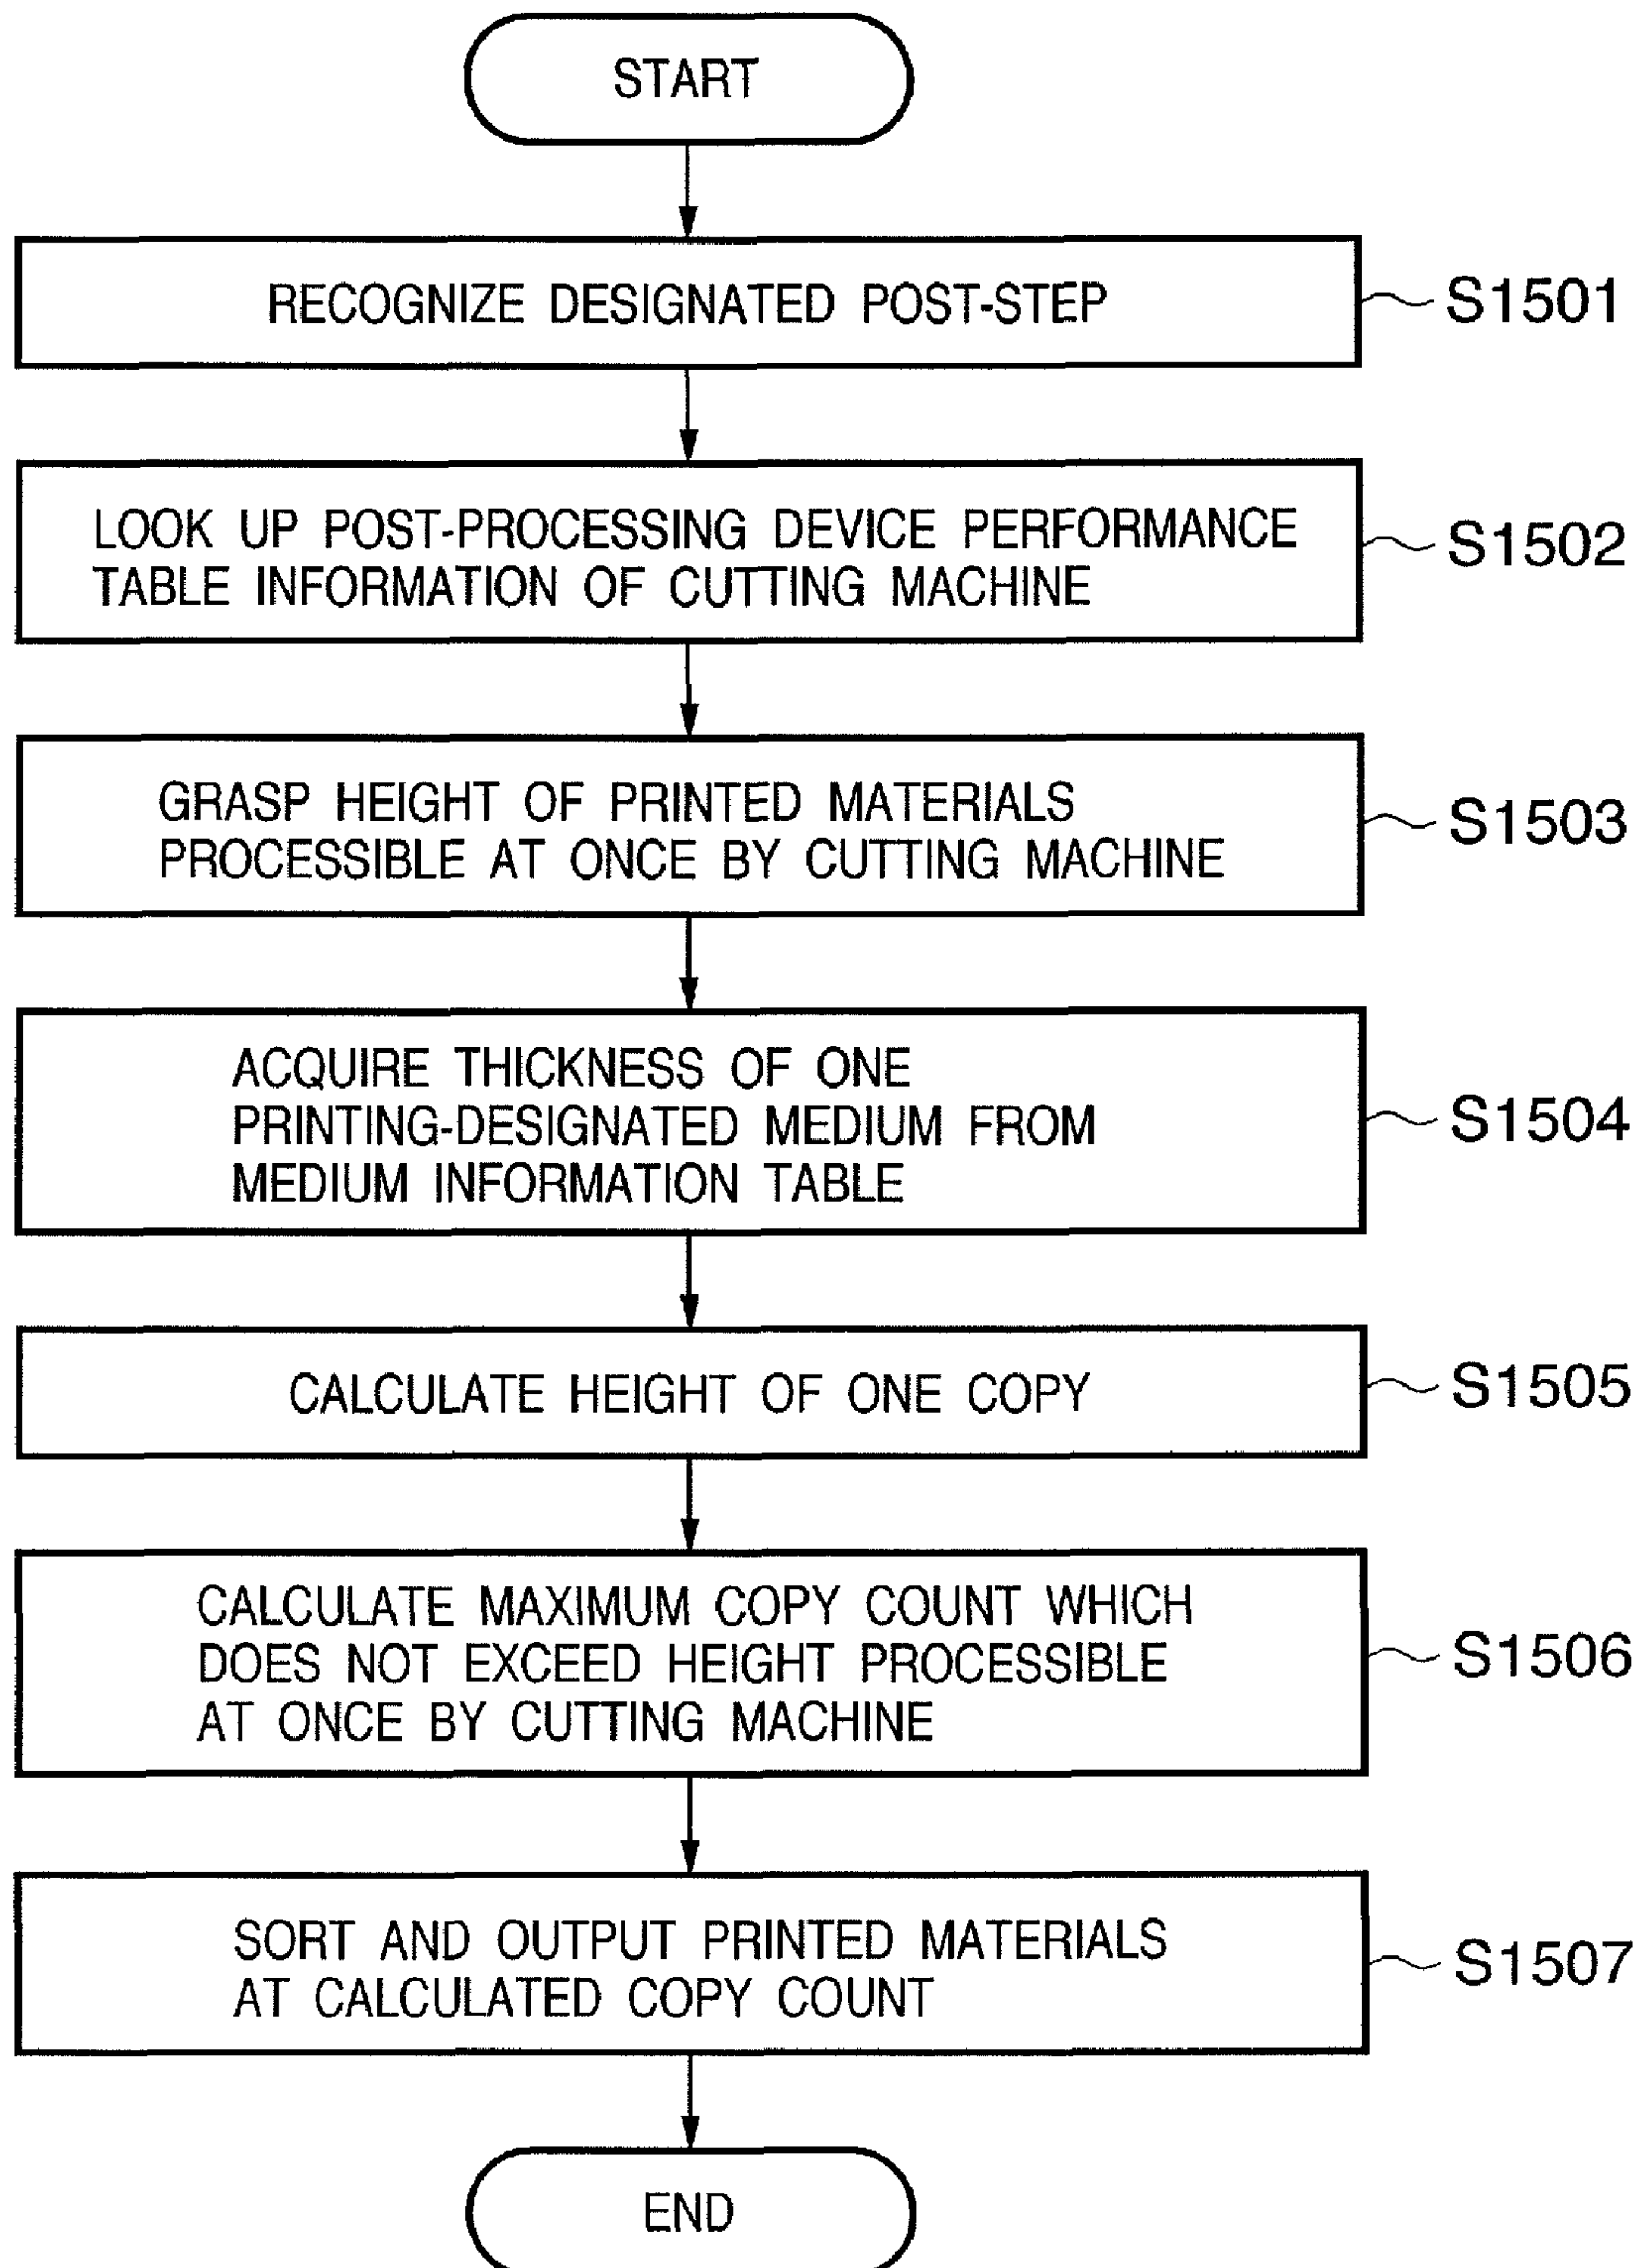 START
RECOGNIZE DESIGNATED POST-STEP
S1501
LOOK UP POST-PROCESSING DEVICE PERFORMANCE
TABLE INFORMATION OF CUTTING MACHINE
S1502
GRASP HEIGHT OF PRINTED MATERIALS
PROCESSIBLE AT ONCE BY CUTTING MACHINE
S1503
ACQUIRE THICKNESS OF ONE
PRINTING-DESIGNATED MEDIUM FROM
MEDIUM INFORMATION TABLE
S1504
CALCULATE HEIGHT OF ONE COPY
S1505
CALCULATE MAXIMUM COPY COUNT WHICH
DOES NOT EXCEED HEIGHT PROCESSIBLE
AT ONCE BY CUTTING MACHINE
S1506
SORT AND OUTPUT PRINTED MATERIALS
AT CALCULATED COPY COUNT
S1507
END